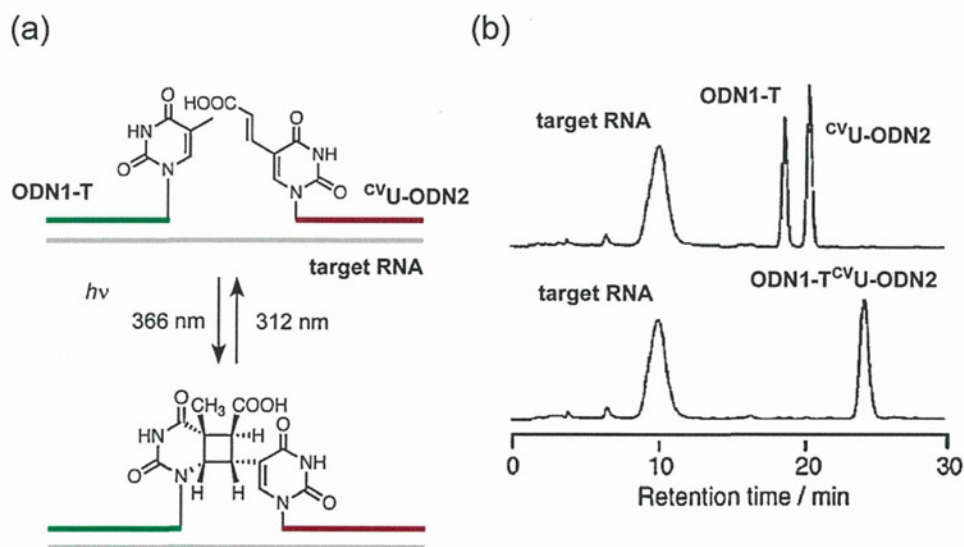 (a)
HOOC
O
O
HN
NH
O
N
N
O
ODN1-T
CVU-ODN2
target RNA
hν
366 nm
312 nm
O
CH3
COOH
HN
H
O
O
N
NH
H
H
N
O
(b)
ODN1-T
target RNA
CVU-ODN2
ODN1-TCVU-ODN2
target RNA
0
10
20
30
Retention time / min